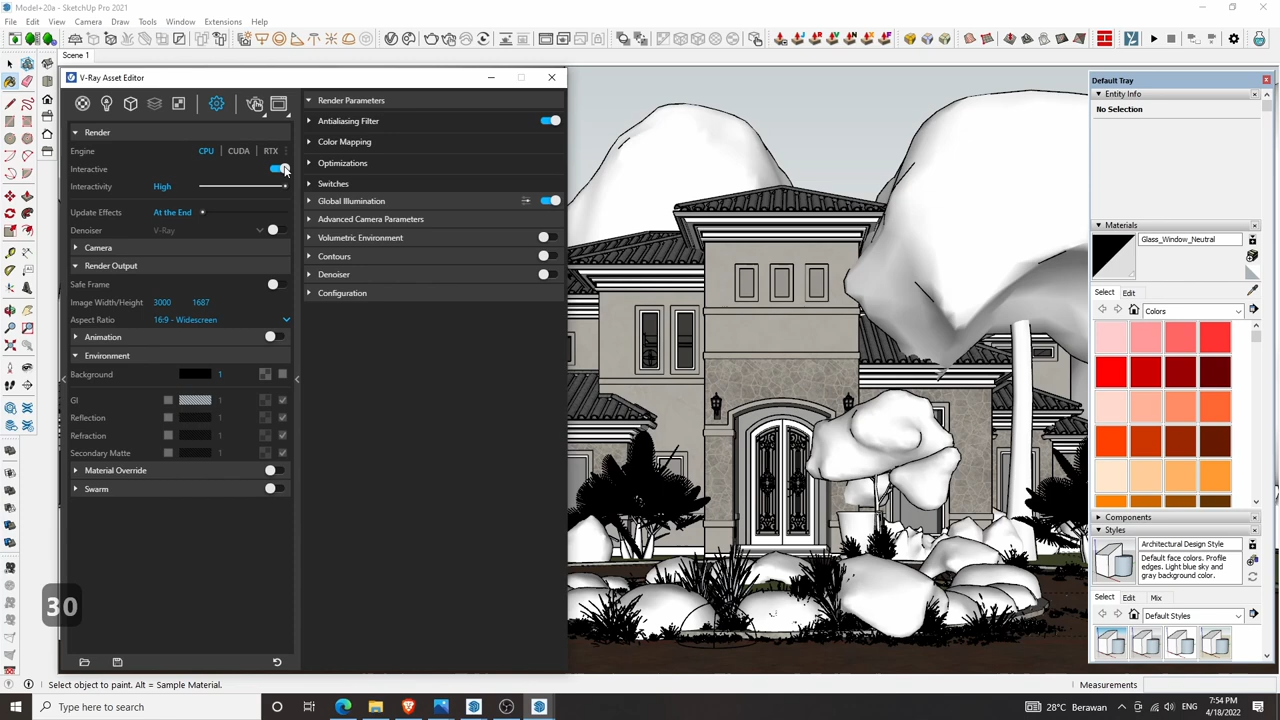 Model+20a - SketchUp Pro 2021
File Edit View Camera Draw Tools Window Extensions Help
Scene 1
V-Ray Asset Editor
Render
Engine CPU | CUDA | RTX
Interactive
Interactivity High
Update Effects At the End
Denoiser V-Ray
Camera
Render Output
Safe Frame
Image Width/Height 3000 1687
Aspect Ratio 16:9 - Widescreen
Animation
Environment
Background 1
GI 1
Reflection 1
Refraction 1
Secondary Matte 1
Material Override
Swarm
Render Parameters
Antialiasing Filter
Color Mapping
Optimizations
Switches
Global Illumination
Advanced Camera Parameters
Volumetric Environment
Contours
Denoiser
Configuration
30
Default Tray
Entity Info
No Selection
Materials
Glass_Window_Neutral
Select Edit
Colors
Components
Styles
Architectural Design Style
Default face colors. Profile
edges. Light blue sky and
gray background color.
Select Edit Mix
Default Styles
Select object to paint. Alt = Sample Material.
Measurements
Type here to search
28°C Berawan
ENG
7:54 PM
4/18/2022